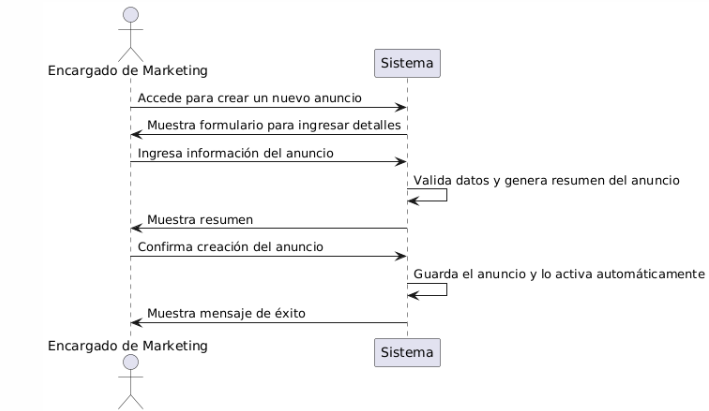 Encargado de Marketing
Sistema
Accede para crear un nuevo anuncio
Muestra formulario para ingresar detalles
Ingresa información del anuncio
Valida datos y genera resumen del anuncio
Muestra resumen
Confirma creación del anuncio
Guarda el anuncio y lo activa automáticamente
Muestra mensaje de éxito
Encargado de Marketing
Sistema